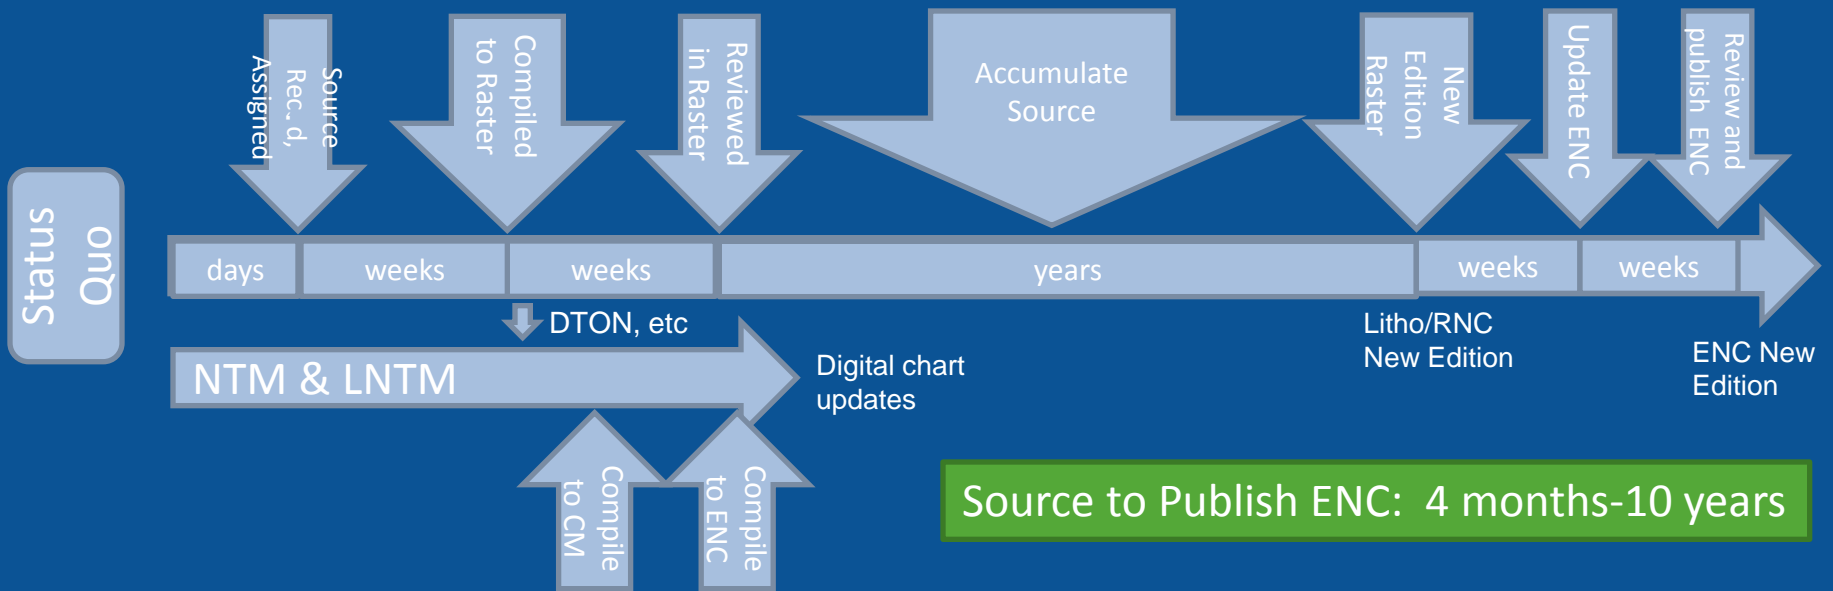 Source
Rec.d,
Assigned
Compiled
to Raster
Reviewed
in Raster
Accumulate
Source
New
Edition
Raster
Update ENC
Review and
publish ENC
Status
Quo
days
weeks
weeks
years
weeks
weeks
DTON, etc
NTM & LNTM
Digital chart
updates
Litho/RNC
New Edition
ENC New
Edition
Compile
to CM
Compile
to ENC
Source to Publish ENC: 4 months-10 years